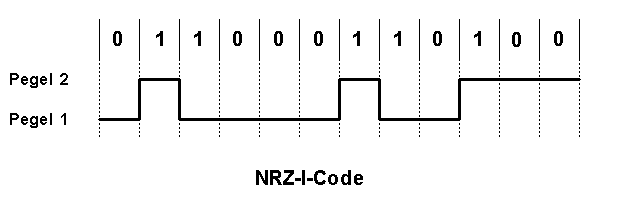 0 1 1 0 0 0 1 1 0 1 0 0
Pegel 2
Pegel 1
NRZ-I-Code